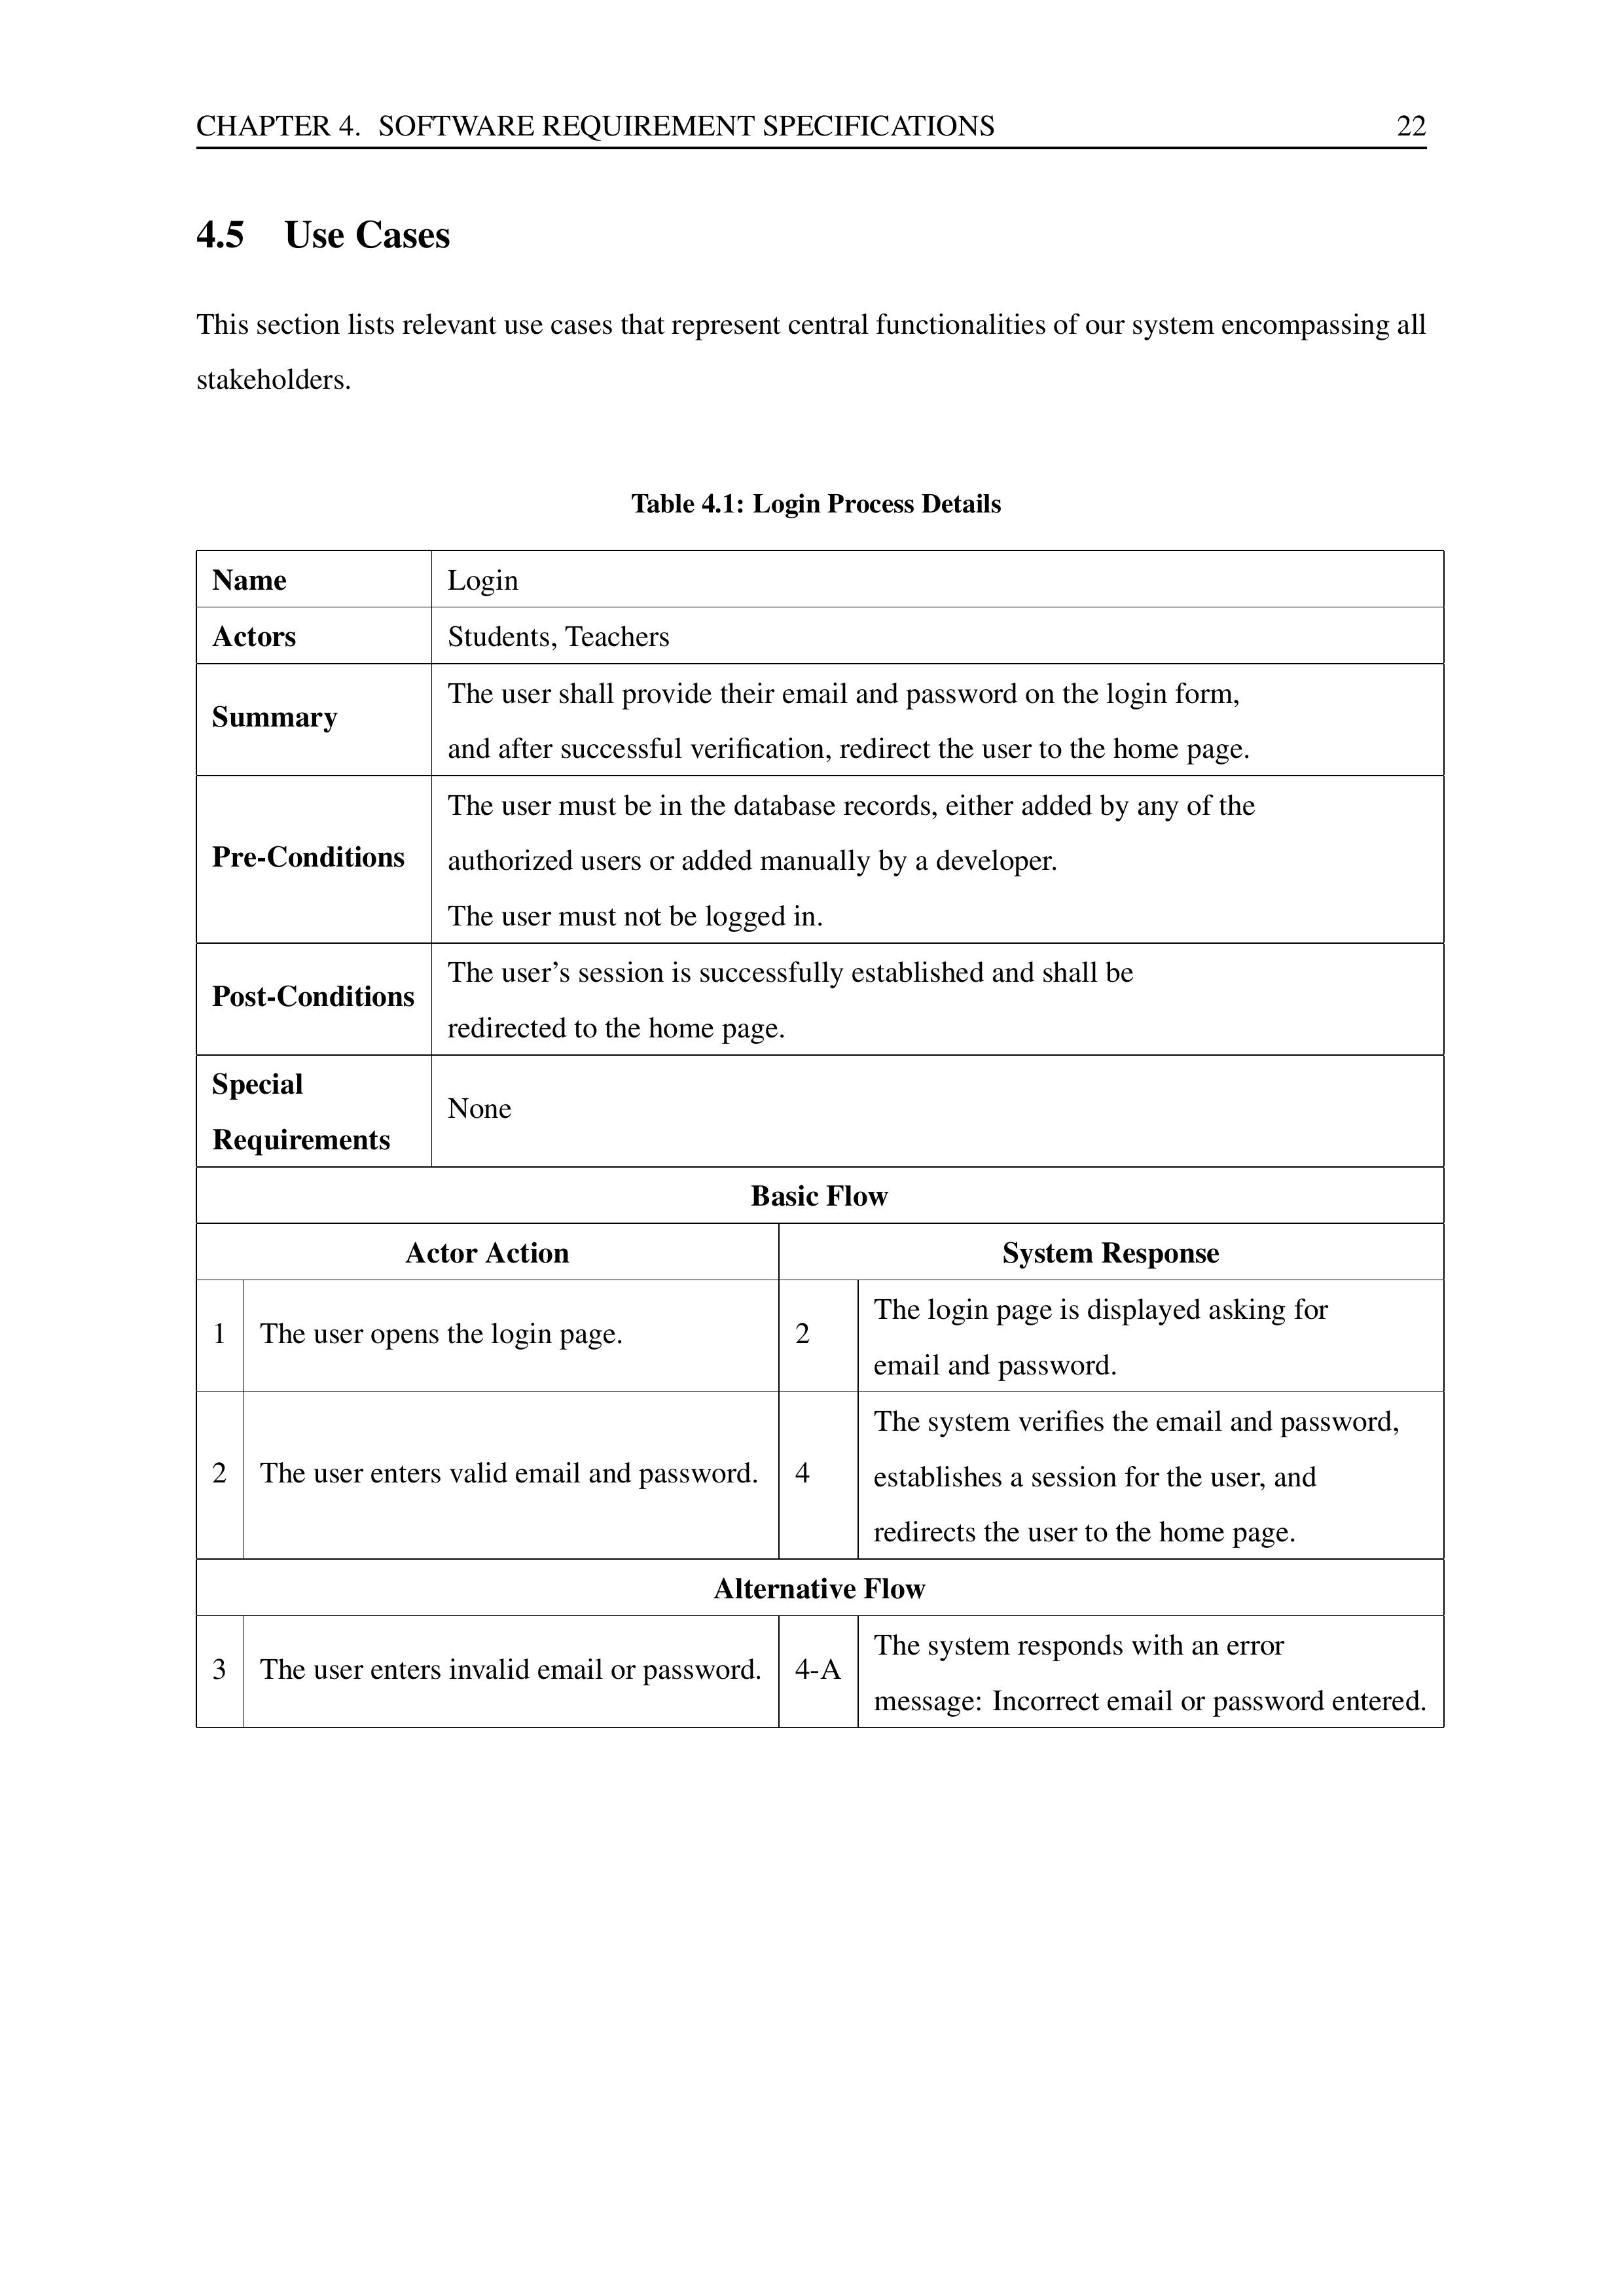 CHAPTER 4. SOFTWARE REQUIREMENT SPECIFICATIONS 22
4.5 Use Cases
This section lists relevant use cases that represent central functionalities of our system encompassing all
stakeholders.
Table 4.1: Login Process Details
Name Login
Actors Students, Teachers
Summary
The user shall provide their email and password on the login form,
and after successful verification, redirect the user to the home page.
Pre-Conditions
The user must be in the database records, either added by any of the
authorized users or added manually by a developer.
The user must not be logged in.
Post-Conditions
The user’s session is successfully established and shall be
redirected to the home page.
Special
Requirements
None
Basic Flow
Actor Action System Response
1 The user opens the login page. 2
The login page is displayed asking for
email and password.
2 The user enters valid email and password. 4
The system verifies the email and password,
establishes a session for the user, and
redirects the user to the home page.
Alternative Flow
3 The user enters invalid email or password. 4-A
The system responds with an error
message: Incorrect email or password entered.